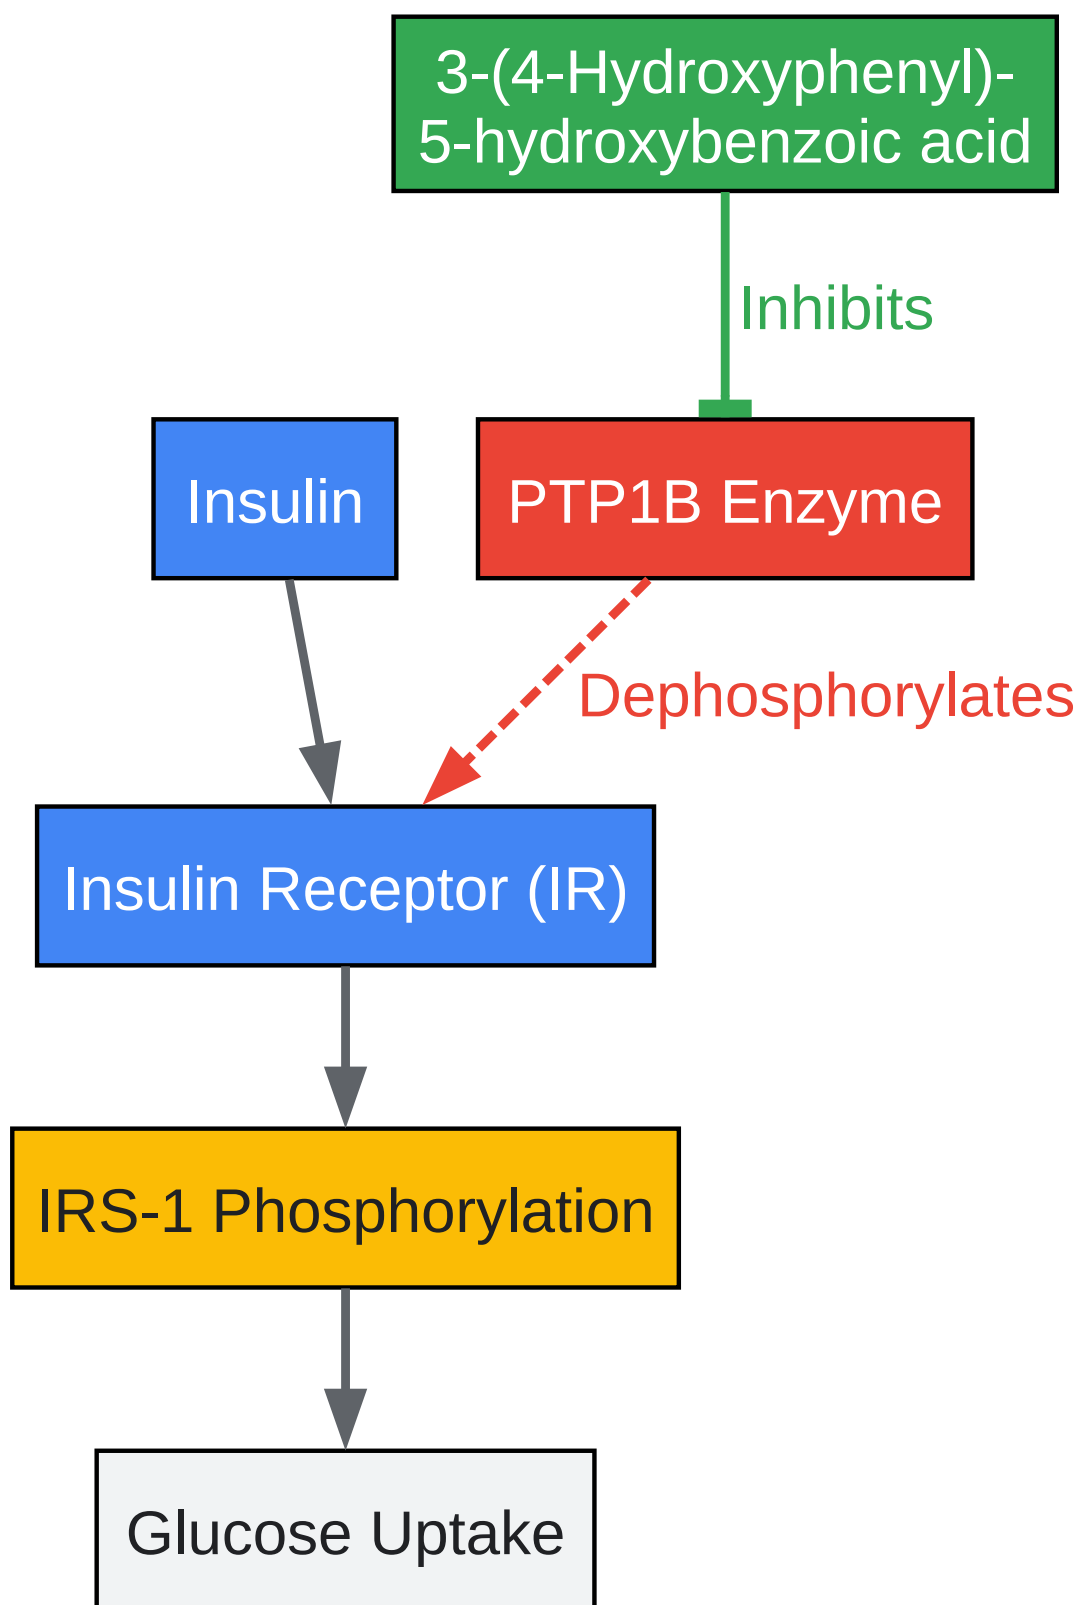 3-(4-Hydroxyphenyl)-
5-hydroxybenzoic acid
Inhibits
Insulin
PTP1B Enzyme
Dephosphorylates
Insulin Receptor (IR)
IRS-1 Phosphorylation
Glucose Uptake